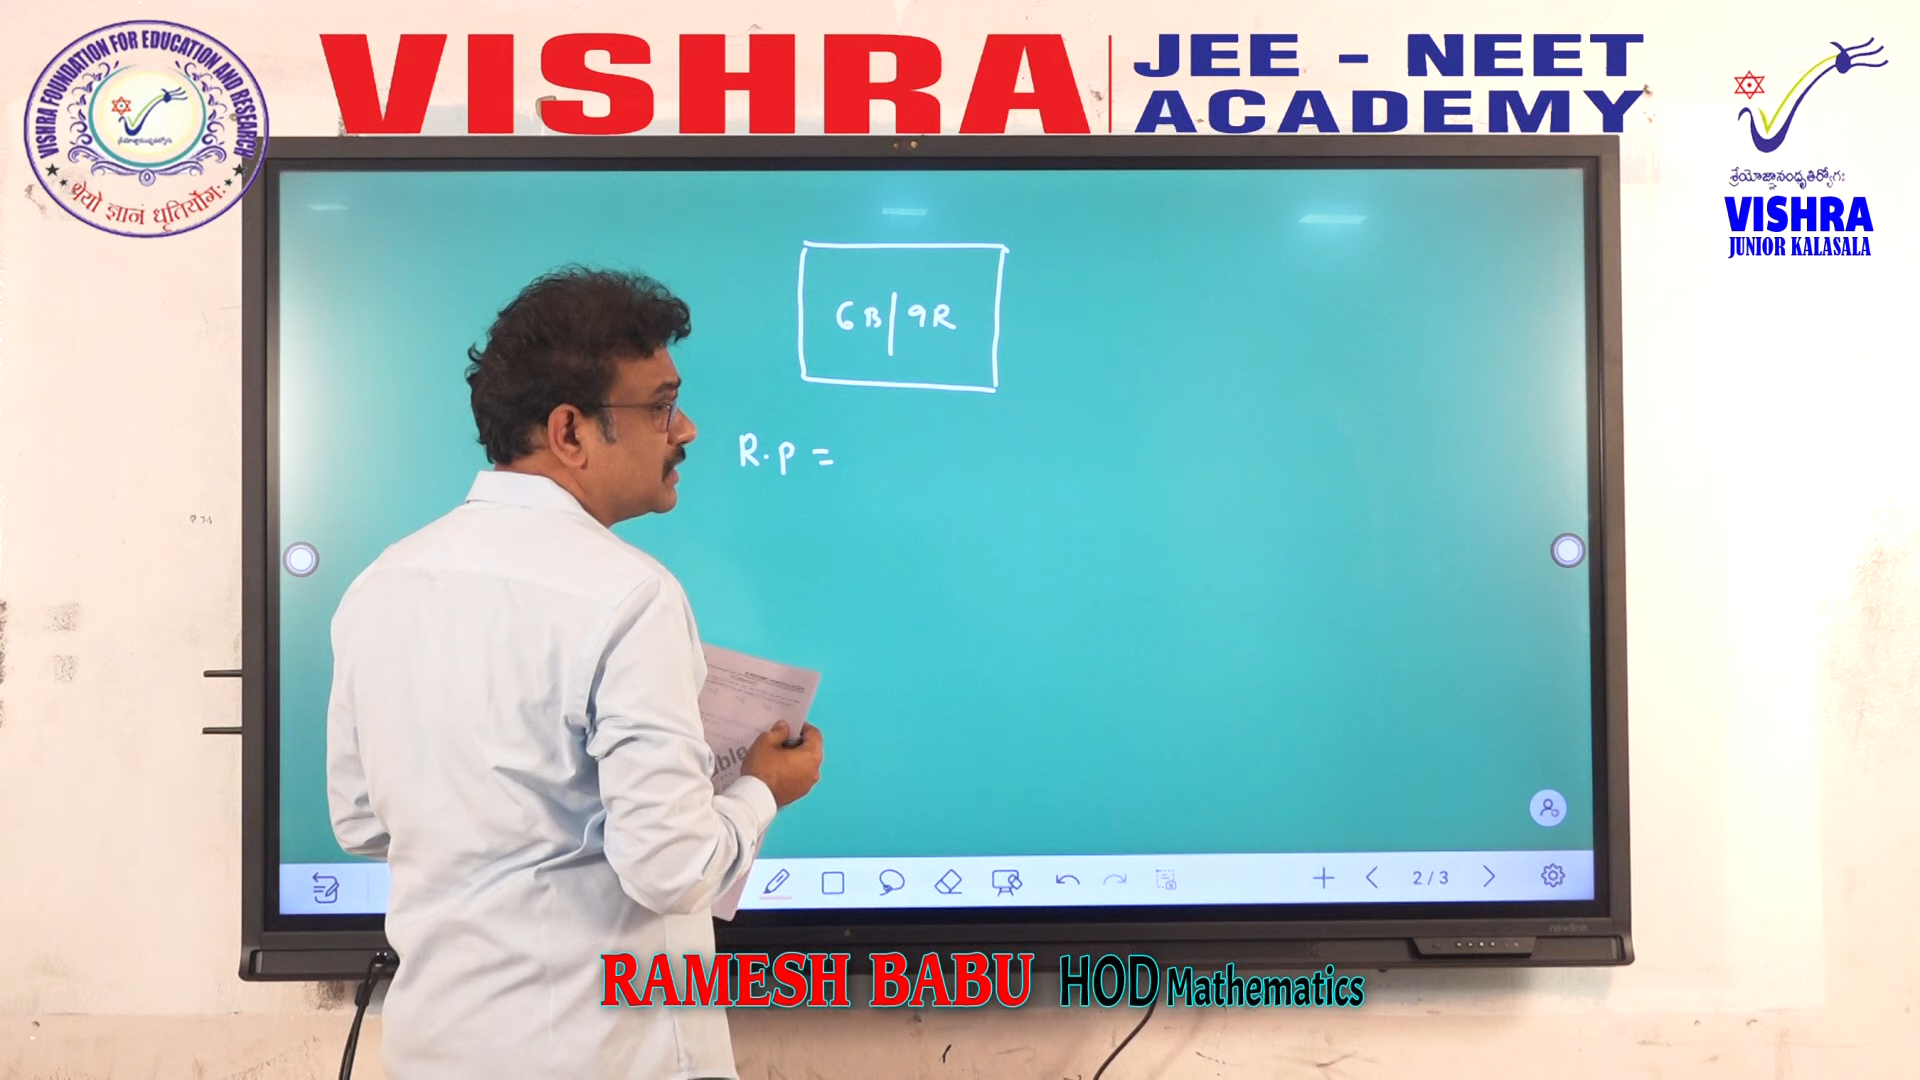 VISHRA FOUNDATION FOR EDUCATION AND RESEARCH
श्रेयो ज्ञानं धृतिर्योगः
VISHRA
JEE - NEET
ACADEMY
శ్రేయోజ్ఞానంధృతిర్యోగః
VISHRA
JUNIOR KALASALA
6B | 9R
R.P =
2/3
newline
RAMESH BABU HOD Mathematics